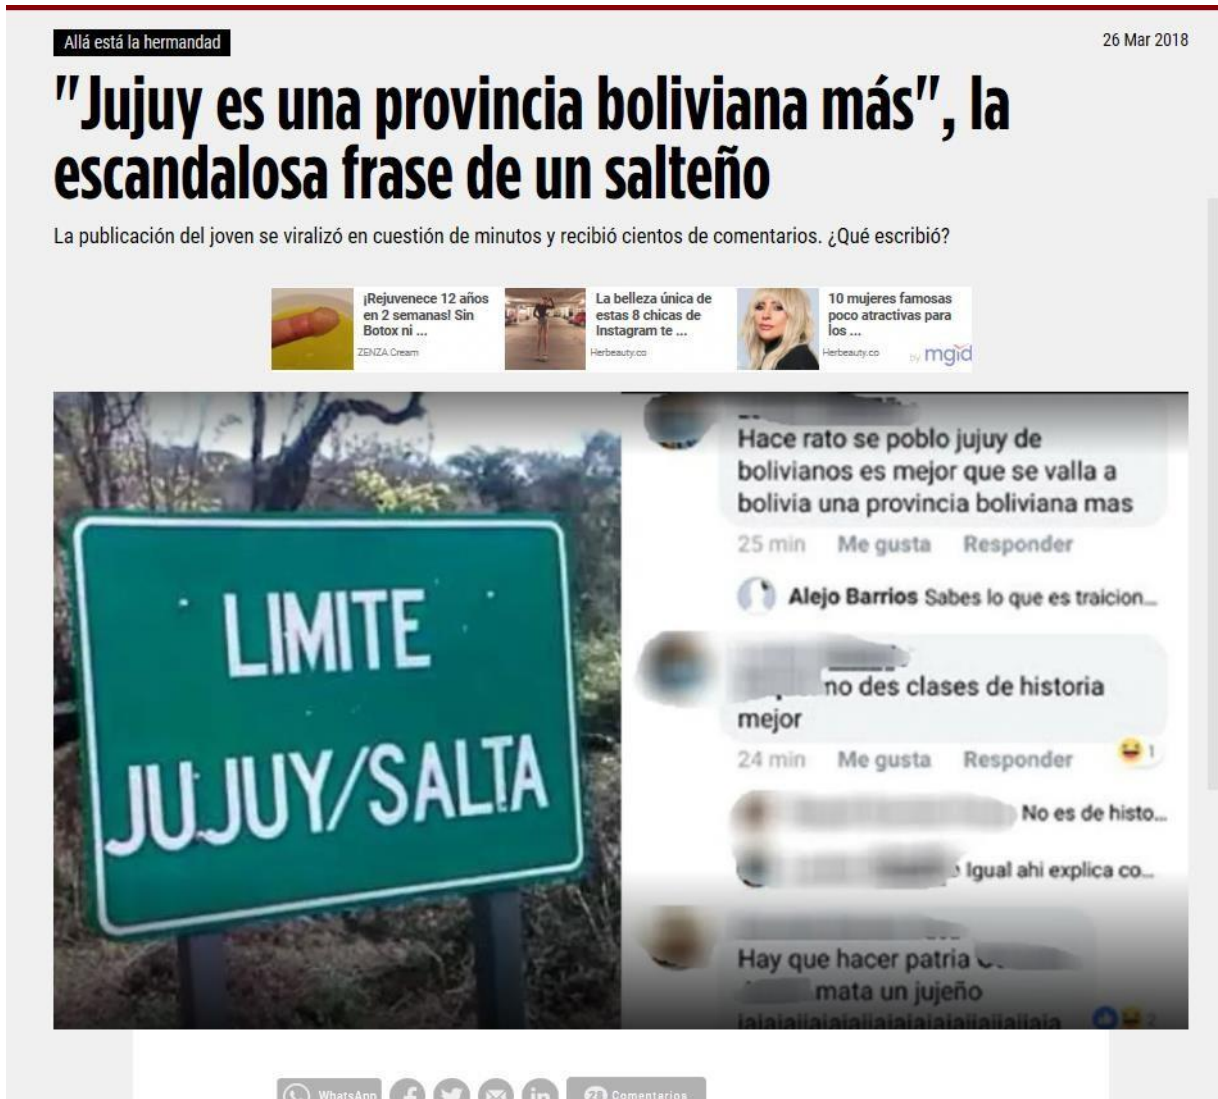 Allá está la hermandad
26 Mar 2018
"Jujuy es una provincia boliviana más", la
escandalosa frase de un salteño
La publicación del joven se viralizó en cuestión de minutos y recibió cientos de comentarios. ¿Qué escribió?
¡Rejuvenece 12 años
en 2 semanas! Sin
Botox ni ...
ZENZA Cream
La belleza única de
estas 8 chicas de
Instagram te ...
Herbeauty.co
10 mujeres famosas
poco atractivas para
los ...
Herbeauty.co
by mgid
LIMITE
JUJUY/SALTA
Hace rato se poblo jujuy de
bolivianos es mejor que se valla a
bolivia una provincia boliviana mas
25 min Me gusta Responder
Alejo Barrios Sabes lo que es traicion...
no des clases de historia
mejor
24 min Me gusta Responder
1
No es de histo...
Igual ahi explica co...
Hay que hacer patria
mata un jujeño
2
WhatsApp
Comentarios